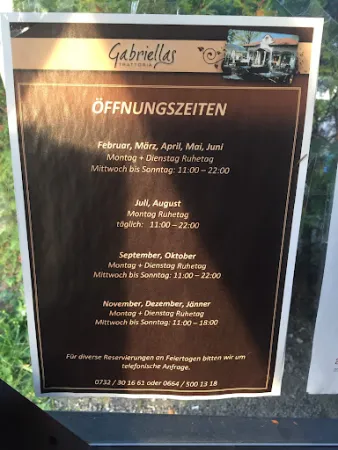 Gabriellas
TRATTORIA
ÖFFNUNGSZEITEN
Februar, März, April, Mai, Juni
Montag + Dienstag Ruhetag
Mittwoch bis Sonntag: 11:00 – 22:00
Juli, August
Montag Ruhetag
täglich: 11:00 – 22:00
September, Oktober
Montag + Dienstag Ruhetag
Mittwoch bis Sonntag: 11:00 – 22:00
November, Dezember, Jänner
Montag + Dienstag Ruhetag
Mittwoch bis Sonntag: 11:00 – 18:00
Für diverse Reservierungen an Feiertagen bitten wir um
telefonische Anfrage.
0732 / 30 16 61 oder 0664 / 500 13 18